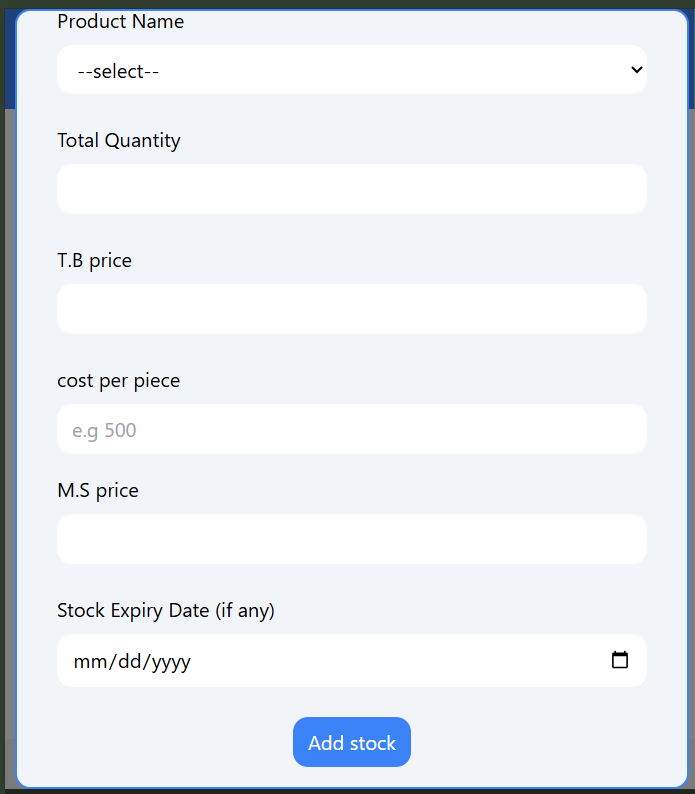 Product Name
--select--
Total Quantity
T.B price
cost per piece
e.g 500
M.S price
Stock Expiry Date (if any)
mm/dd/yyyy
Add stock